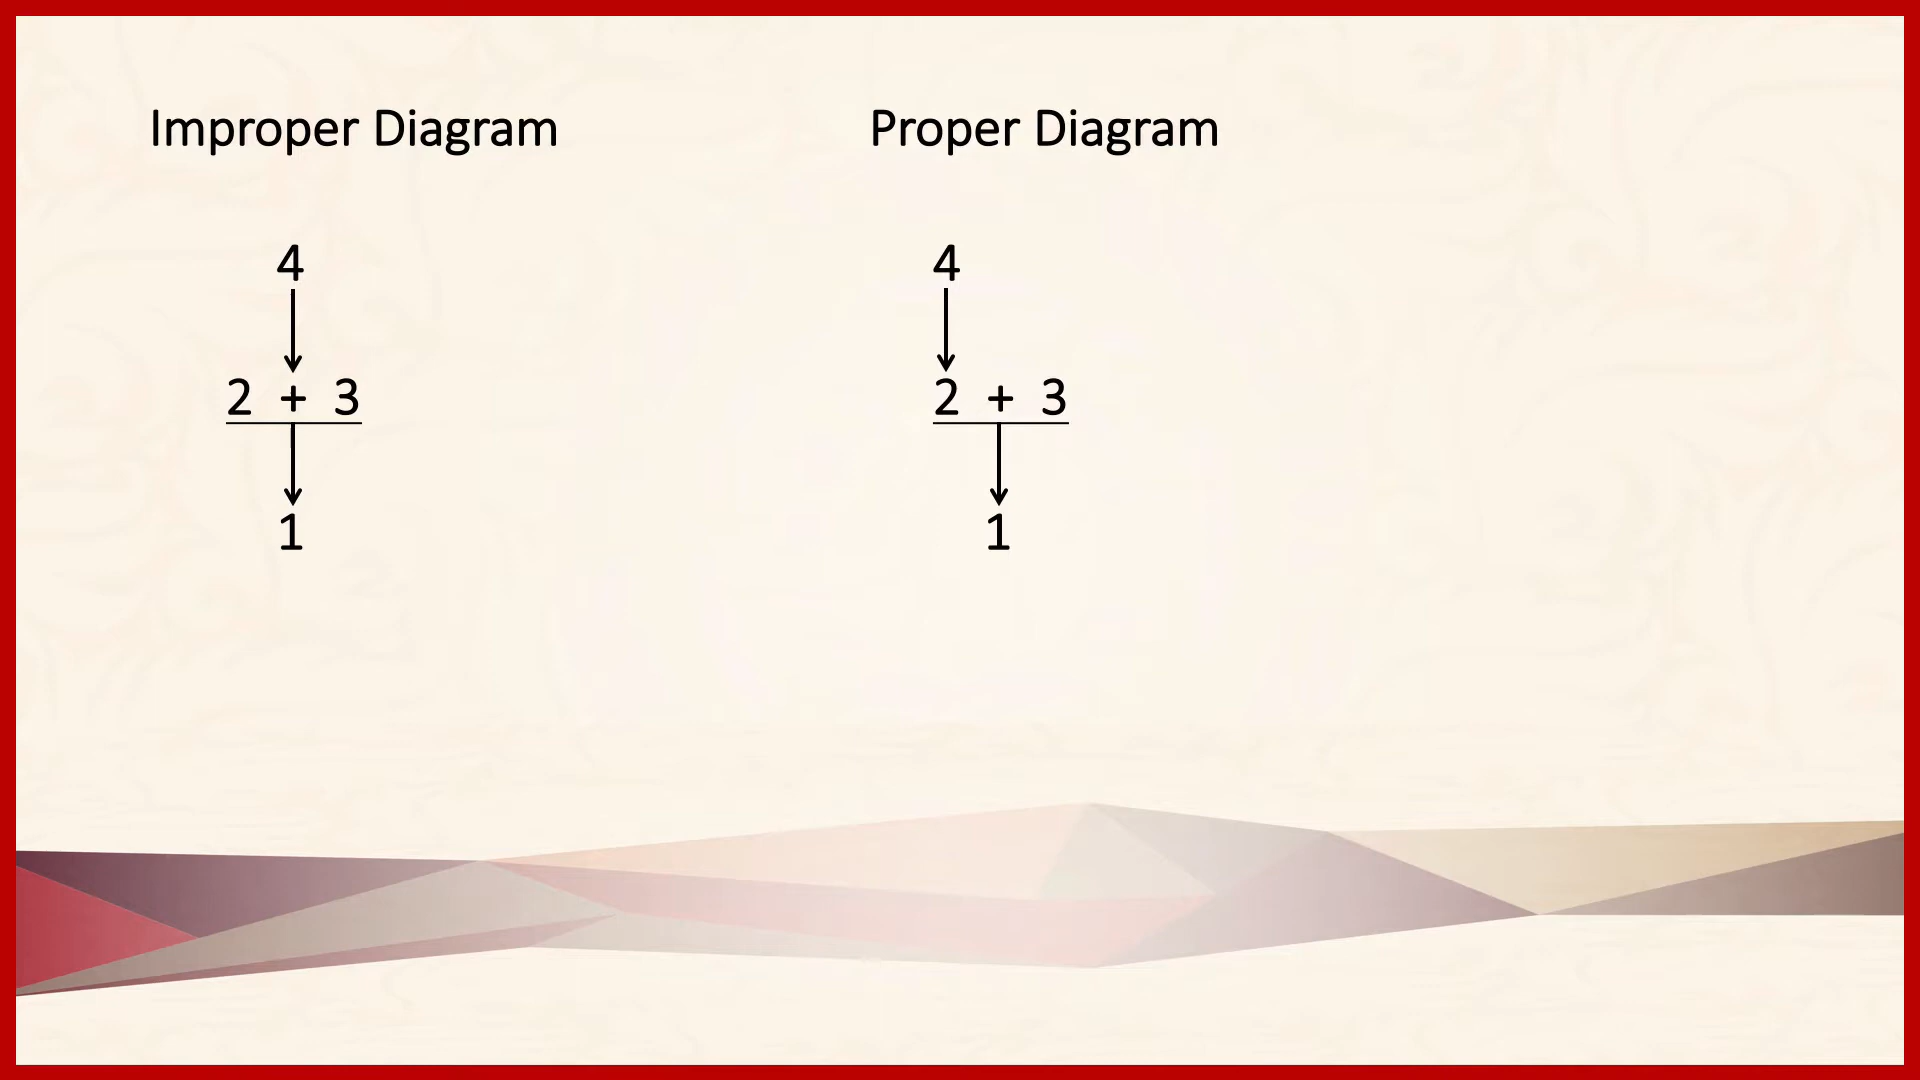 Improper Diagram
Proper Diagram
4
2 + 3
1
4
2 + 3
1